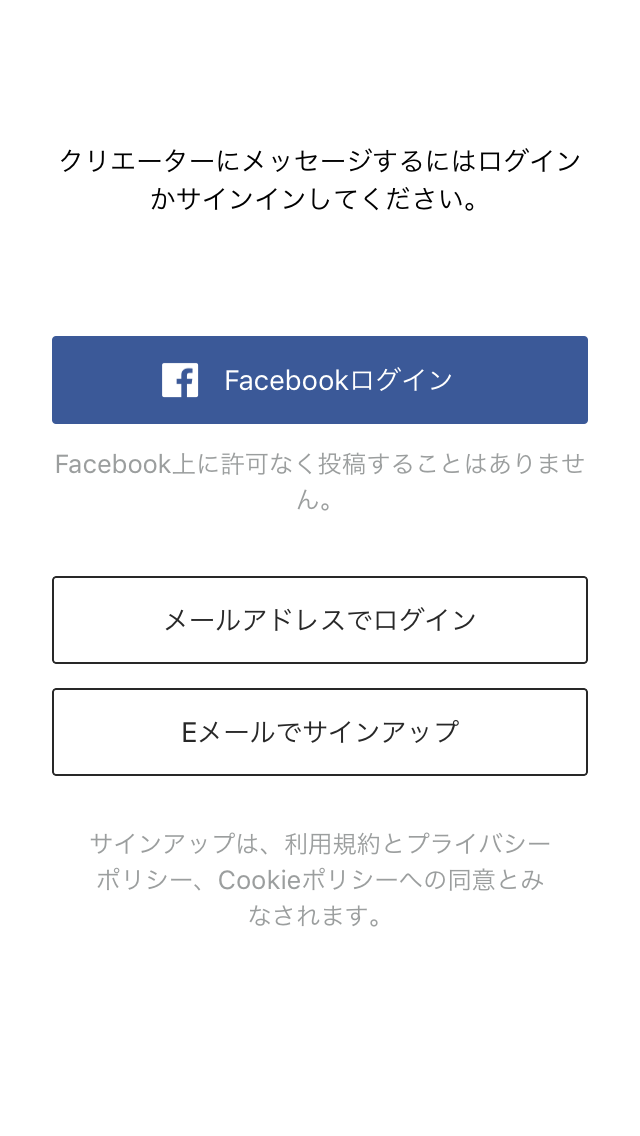 クリエーターにメッセージするにはログイン
かサインインしてください。
Facebookログイン
Facebook上に許可なく投稿することはありませ
ん。
メールアドレスでログイン
Eメールでサインアップ
サインアップは、利用規約とプライバシー
ポリシー、Cookieポリシーへの同意とみ
なされます。